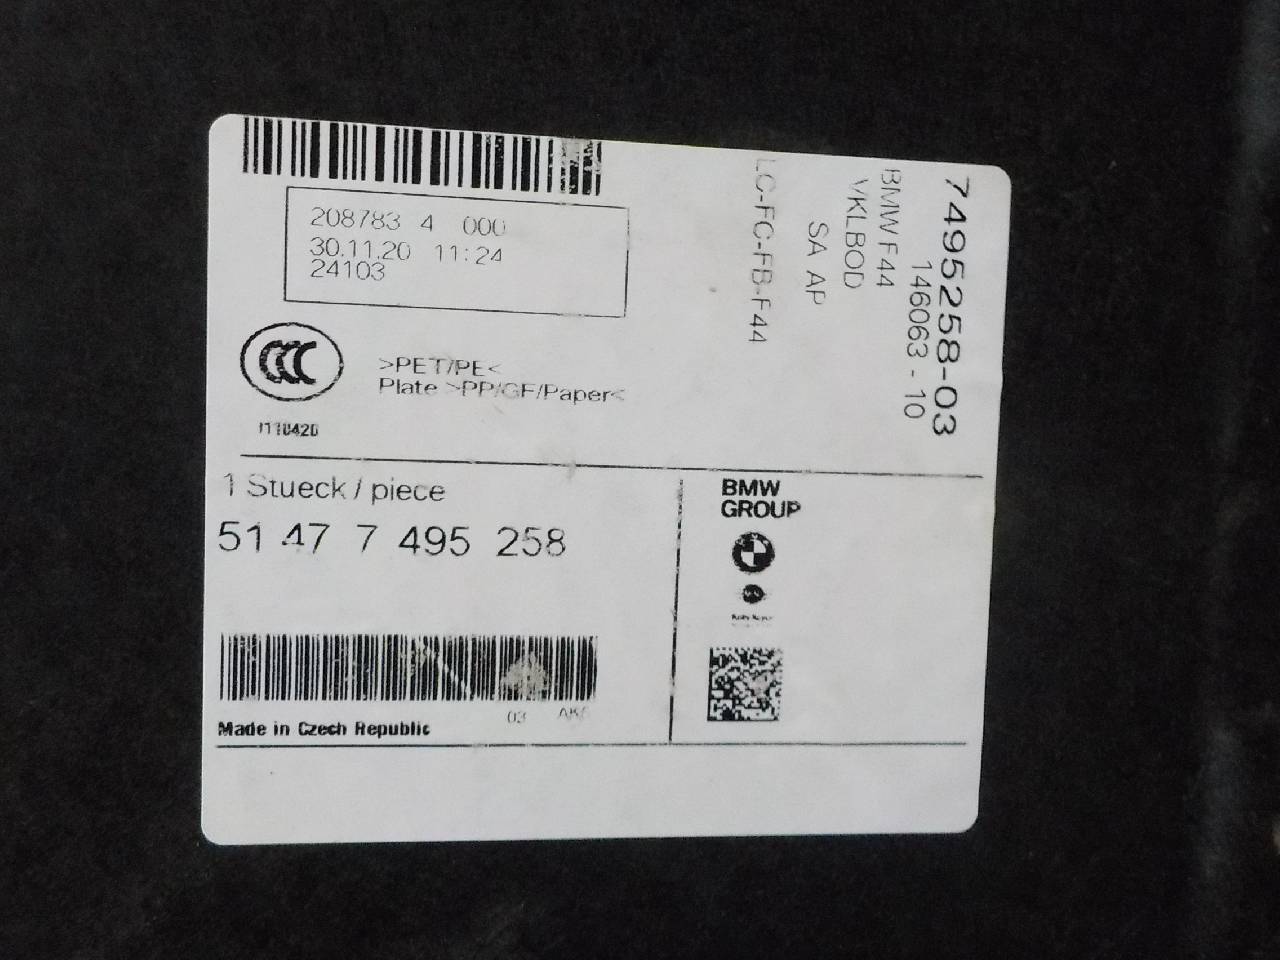 208783 4 000
30.11.20 11:24
24103
>PET/PE<
Plate >PP/GF/Paper<
7495258-03
146063 - 10
BMW F44
VKLBOD
SA AP
LC-FC-FB-F44
1 Stueck / piece
51 47 7 495 258
03
Made in Czech Republic
BMW
GROUP